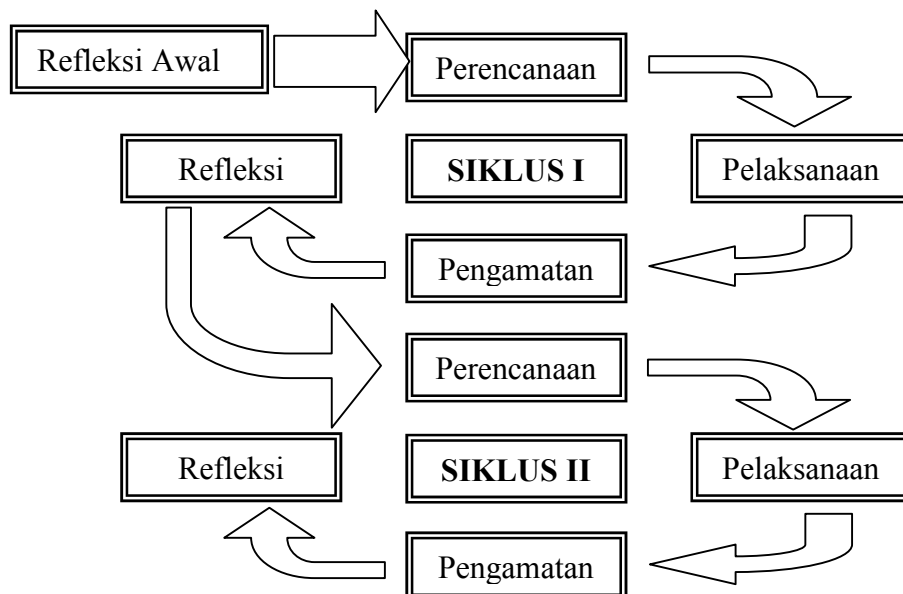 Refleksi Awal
Perencanaan
Refleksi
SIKLUS I
Pelaksanaan
Pengamatan
Perencanaan
Refleksi
SIKLUS II
Pelaksanaan
Pengamatan